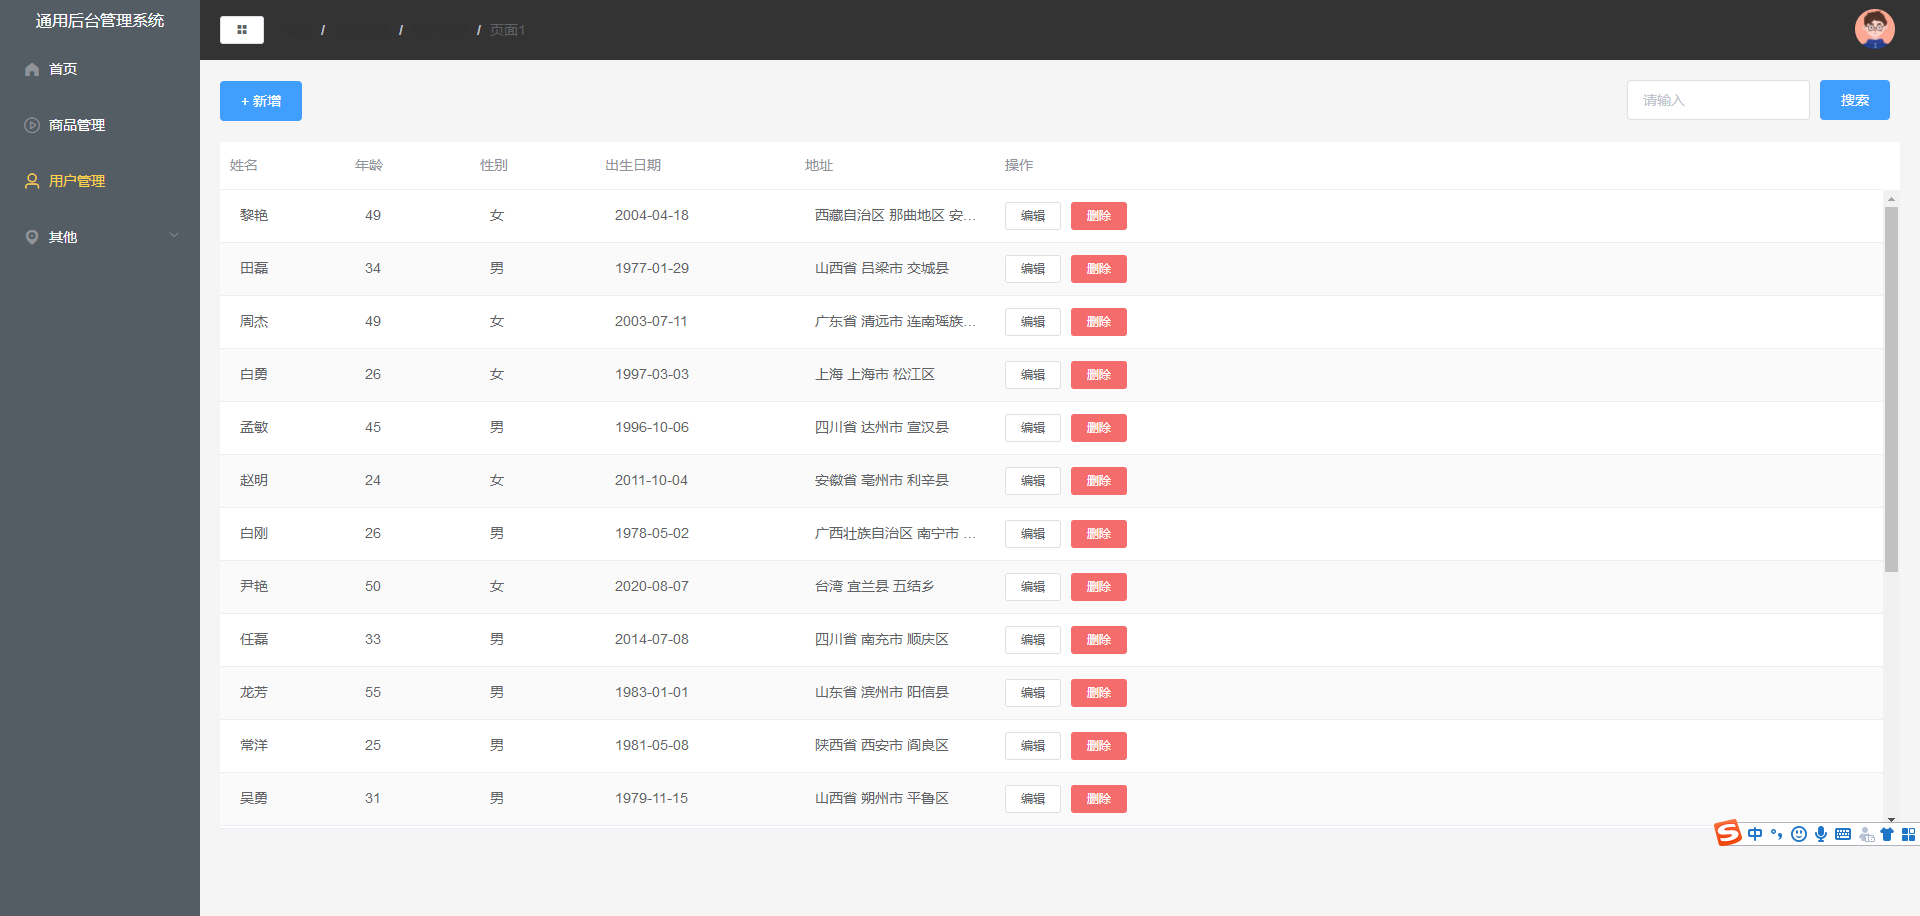 通用后台管理系统
首页
商品管理
用户管理
其他
/ / / 页面1
+ 新增
请输入
搜索
姓名 年龄 性别 出生日期 地址 操作
黎艳 49 女 2004-04-18 西藏自治区 那曲地区 安... 编辑 删除
田磊 34 男 1977-01-29 山西省 吕梁市 交城县 编辑 删除
周杰 49 女 2003-07-11 广东省 清远市 连南瑶族... 编辑 删除
白勇 26 女 1997-03-03 上海 上海市 松江区 编辑 删除
孟敏 45 男 1996-10-06 四川省 达州市 宣汉县 编辑 删除
赵明 24 女 2011-10-04 安徽省 亳州市 利辛县 编辑 删除
白刚 26 男 1978-05-02 广西壮族自治区 南宁市 ... 编辑 删除
尹艳 50 女 2020-08-07 台湾 宜兰县 五结乡 编辑 删除
任磊 33 男 2014-07-08 四川省 南充市 顺庆区 编辑 删除
龙芳 55 男 1983-01-01 山东省 滨州市 阳信县 编辑 删除
常洋 25 男 1981-05-08 陕西省 西安市 阎良区 编辑 删除
吴勇 31 男 1979-11-15 山西省 朔州市 平鲁区 编辑 删除
S 中